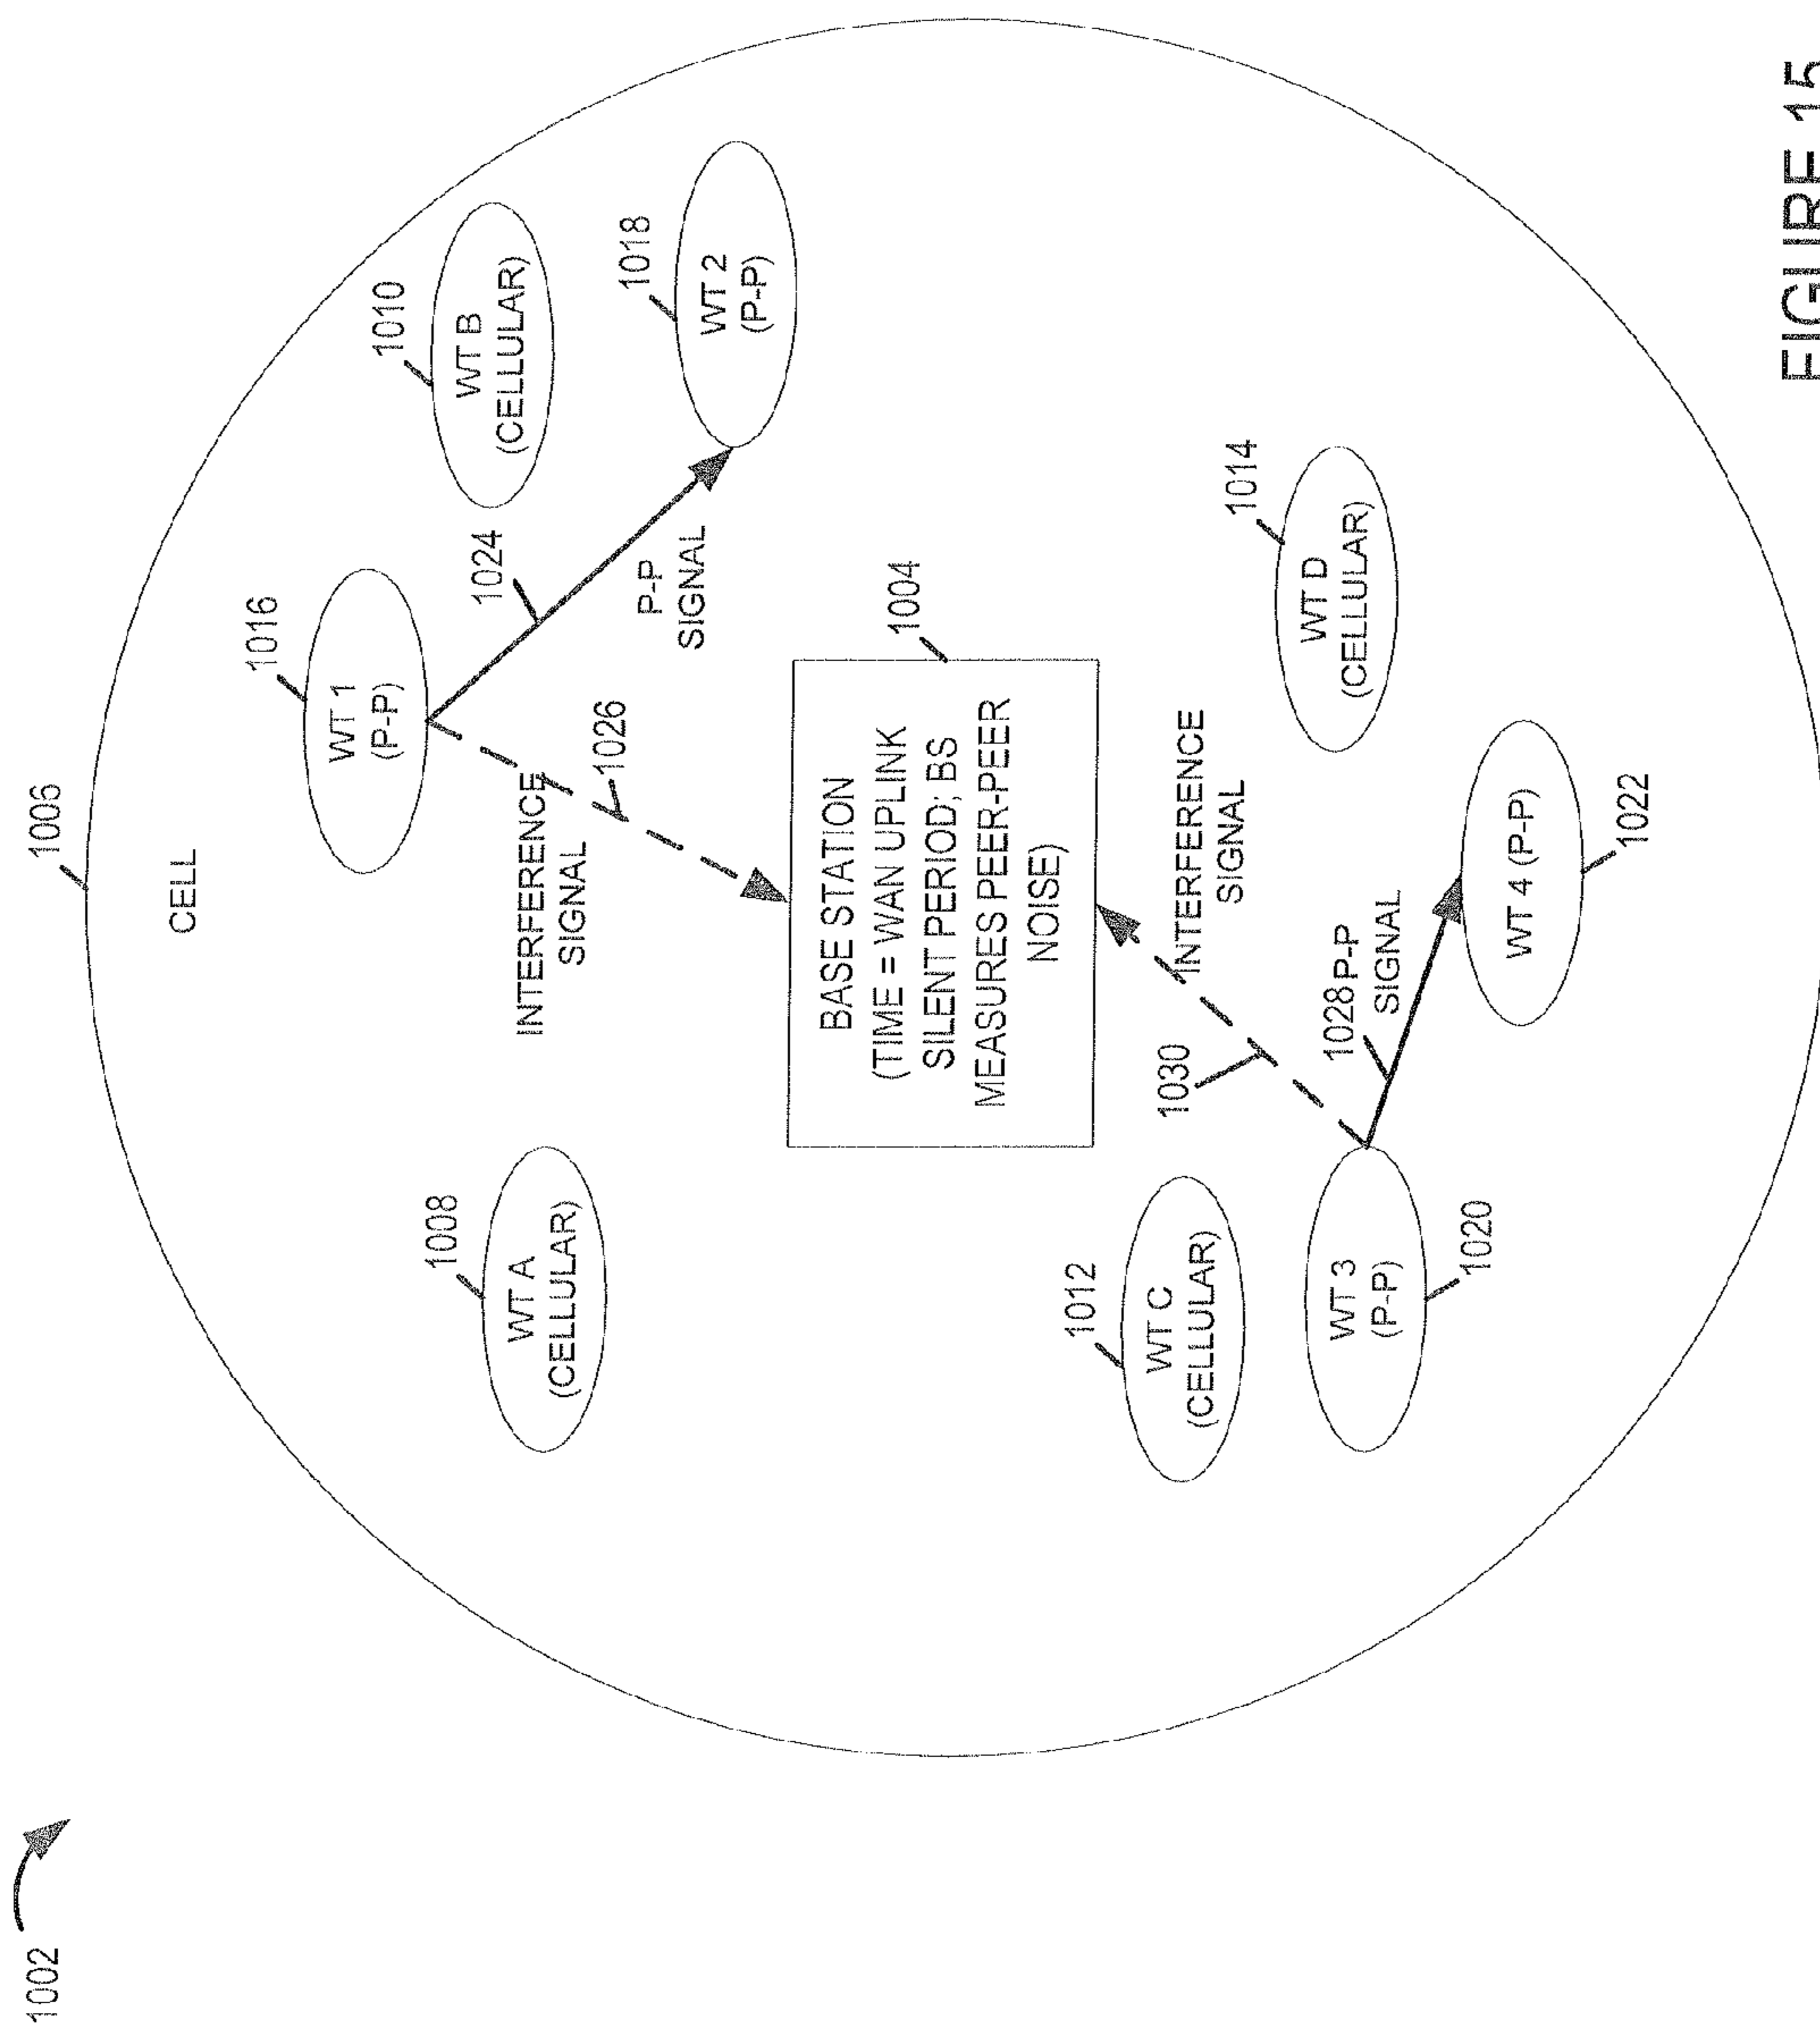 1002
1006
CELL
1016
WT 1
(P-P)
1010
WT B
(CELLULAR)
1008
WT A
(CELLULAR)
1024
P-P
SIGNAL
1018
WT 2
(P-P)
INTERFERENCE
SIGNAL
1026
1004
BASE STATION
(TIME = WAN UPLINK
SILENT PERIOD; BS
MEASURES PEER-PEER
NOISE)
1012
WT C
(CELLULAR)
1030
INTERFERENCE
SIGNAL
1014
WT D
(CELLULAR)
WT 3
(P-P)
1020
1028 P-P
SIGNAL
WT 4 (P-P)
1022
FIGURE 15